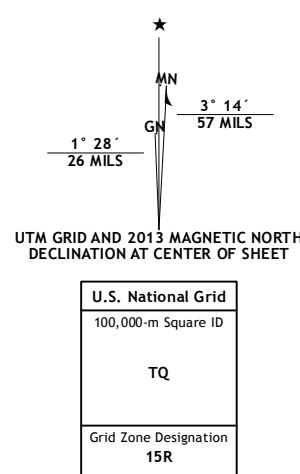 ★
MN
3° 14´
57 MILS
GN
1° 28´
26 MILS
UTM GRID AND 2013 MAGNETIC NORTH
DECLINATION AT CENTER OF SHEET
U.S. National Grid
100,000-m Square ID
TQ
Grid Zone Designation
15R